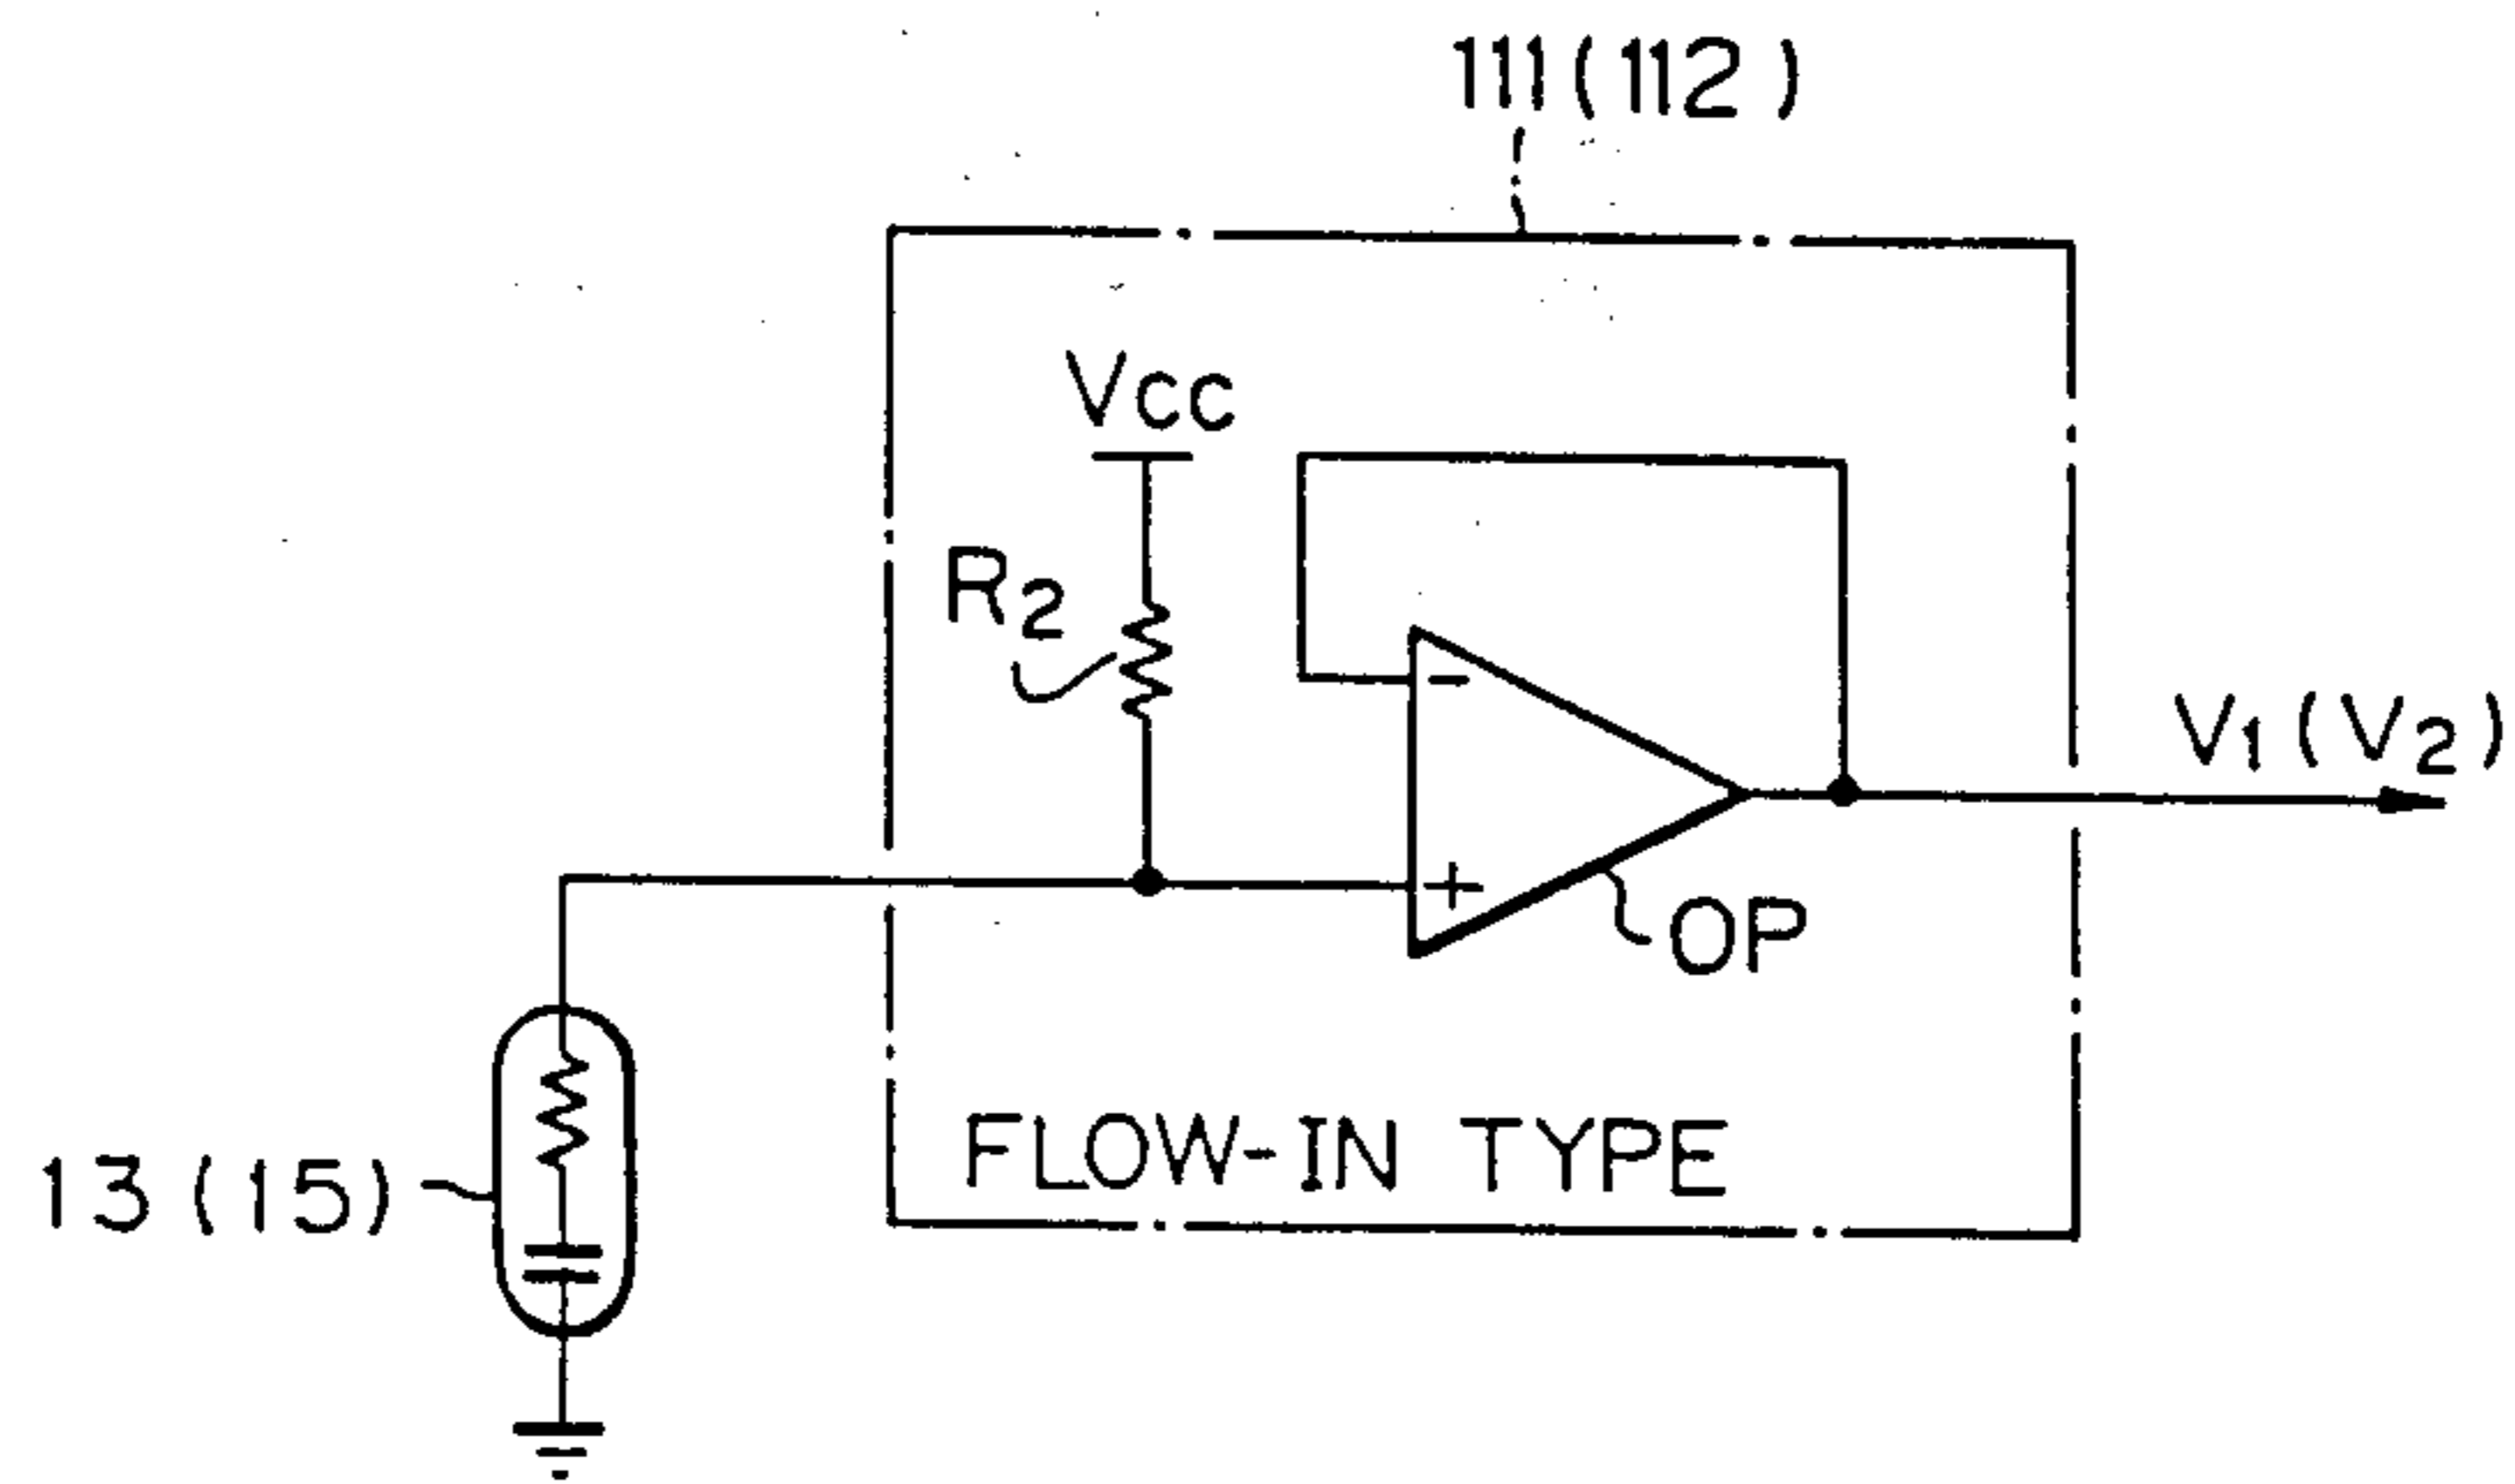 111(112)
Vcc
R2
V1(V2)
- 
+
OP
FLOW-IN TYPE
13(15)